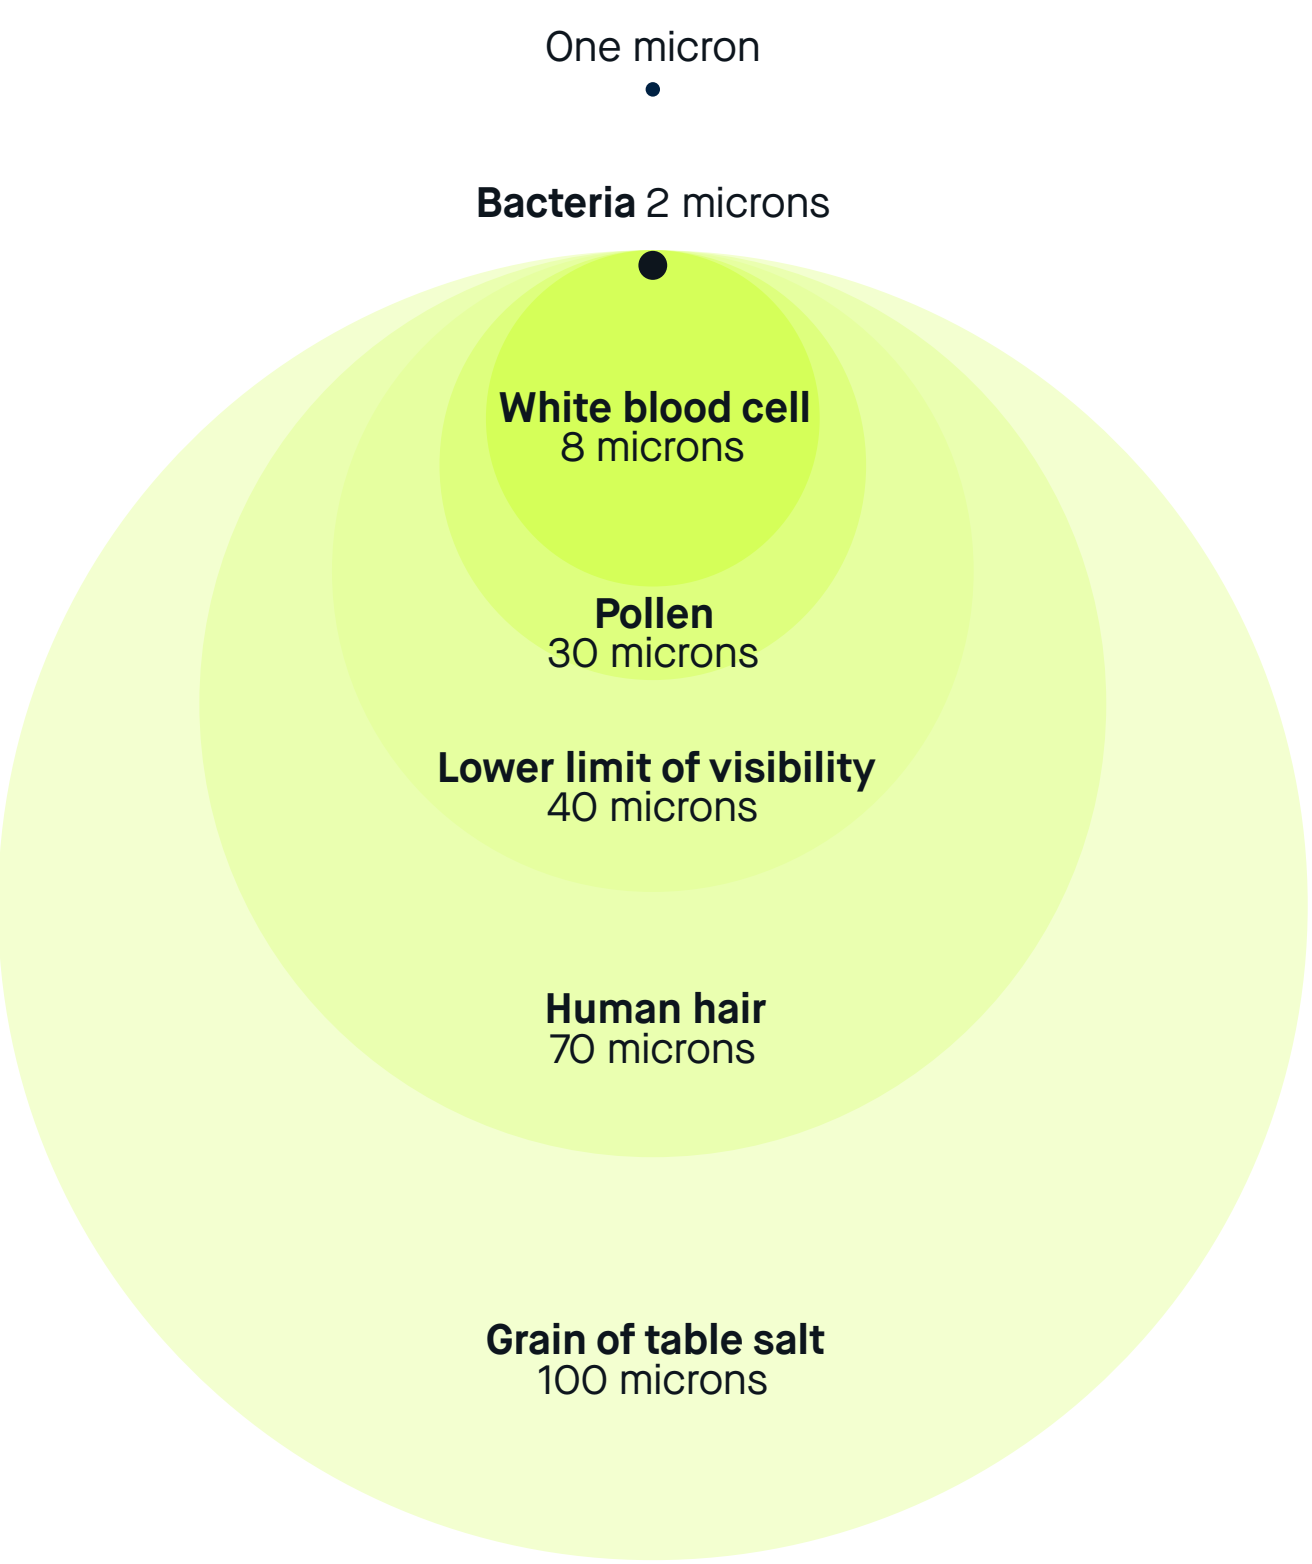 One micron
Bacteria 2 microns
White blood cell
8 microns
Pollen
30 microns
Lower limit of visibility
40 microns
Human hair
70 microns
Grain of table salt
100 microns